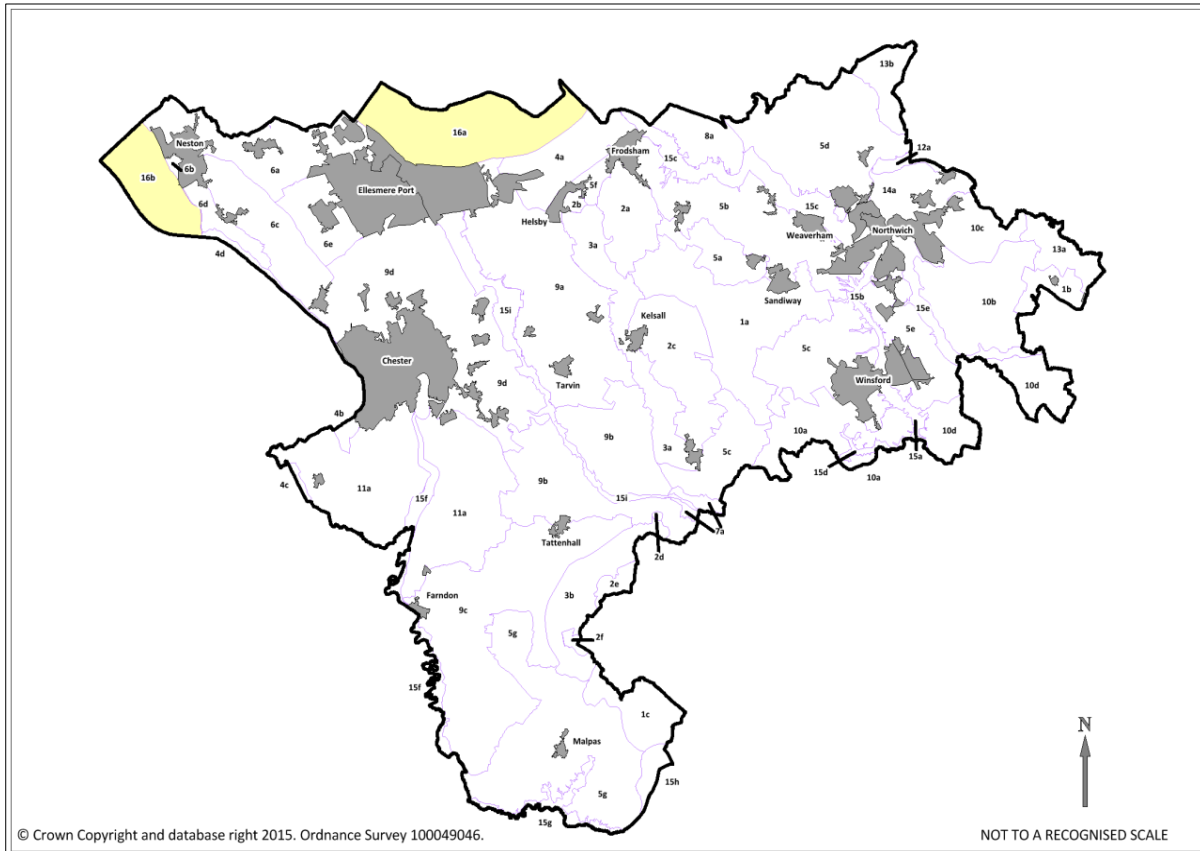 13b
12a
8a
5d
16a
Neston
6b
16b
6a
4a
Frodsham
15c
Ellesmere Port
5f
2b
14a
6d
Helsby
2a
5b
15c
Weaverham
Northwich
6c
10c
6e
4d
3a
13a
5a
9d
9a
Sandiway
15b
1b
15i
Kelsall
1a
15e
10b
2c
5e
5c
Chester
Tarvin
Winsford
9d
10d
4b
9b
3a
5c
10a
10d
15a
15d
10a
4c
11a
15f
9b
15i
11a
7a
Tattenhall
2d
2e
3b
Farndon
9c
5g
2f
15f
1c
Malpas
15h
5g
15g
N
© Crown Copyright and database right 2015. Ordnance Survey 100049046.
NOT TO A RECOGNISED SCALE